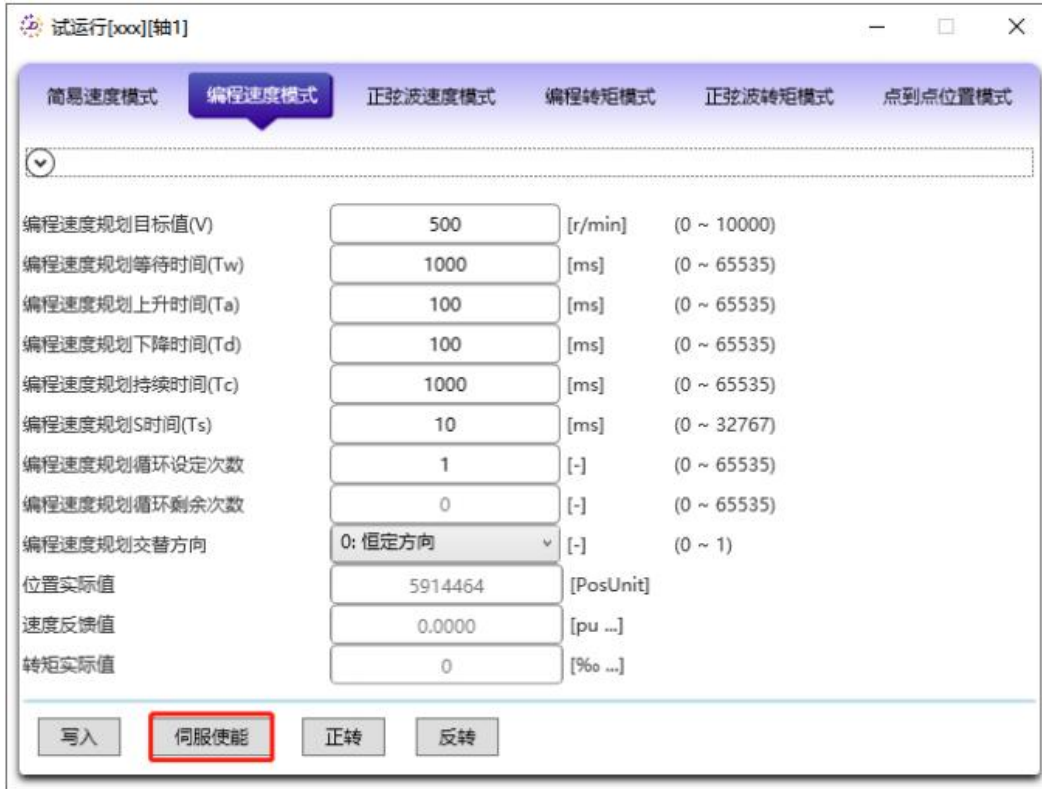 试运行[xxx][轴1]
简易速度模式 编程速度模式 正弦波速度模式 编程转矩模式 正弦波转矩模式 点到点位置模式
编程速度规划目标值(V) 500 [r/min] (0 ~ 10000)
编程速度规划等待时间(Tw) 1000 [ms] (0 ~ 65535)
编程速度规划上升时间(Ta) 100 [ms] (0 ~ 65535)
编程速度规划下降时间(Td) 100 [ms] (0 ~ 65535)
编程速度规划持续时间(Tc) 1000 [ms] (0 ~ 65535)
编程速度规划S时间(Ts) 10 [ms] (0 ~ 32767)
编程速度规划循环设定次数 1 [-] (0 ~ 65535)
编程速度规划循环剩余次数 0 [-] (0 ~ 65535)
编程速度规划交替方向 0: 恒定方向 [-] (0 ~ 1)
位置实际值 5914464 [PosUnit]
速度反馈值 0.0000 [pu ...]
转矩实际值 0 [‰ ...]
写入 伺服使能 正转 反转